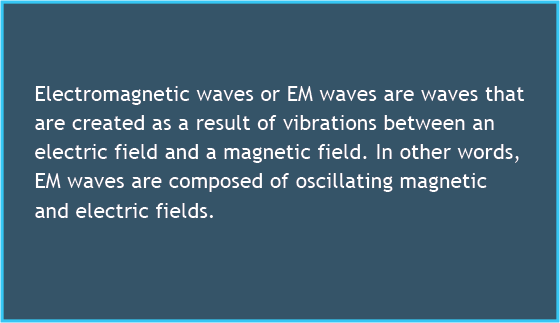 Electromagnetic waves or EM waves are waves that
are created as a result of vibrations between an
electric field and a magnetic field. In other words,
EM waves are composed of oscillating magnetic
and electric fields.